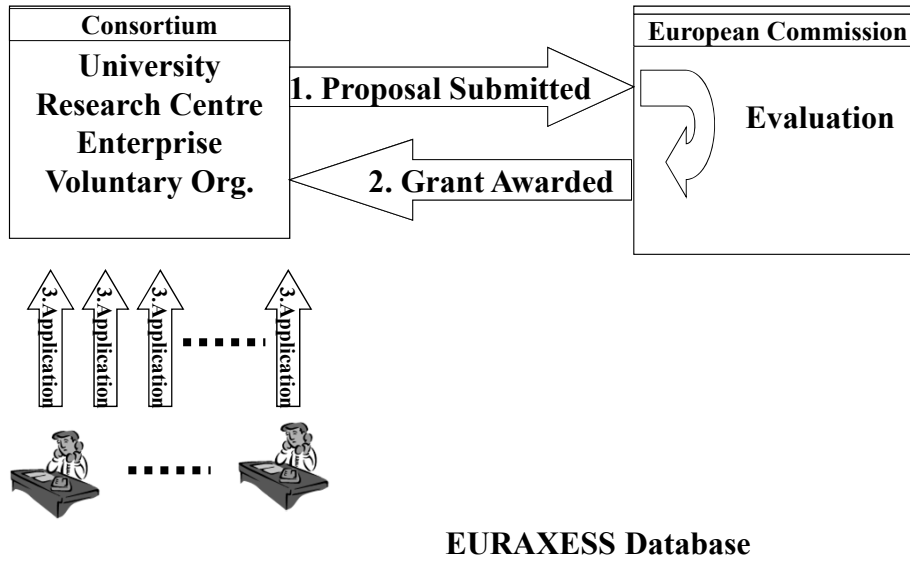 Consortium
University
Research Centre
Enterprise
Voluntary Org.
1. Proposal Submitted
2. Grant Awarded
European Commission
Evaluation
3.Application
3.Application
3.Application
3.Application
EURAXESS Database